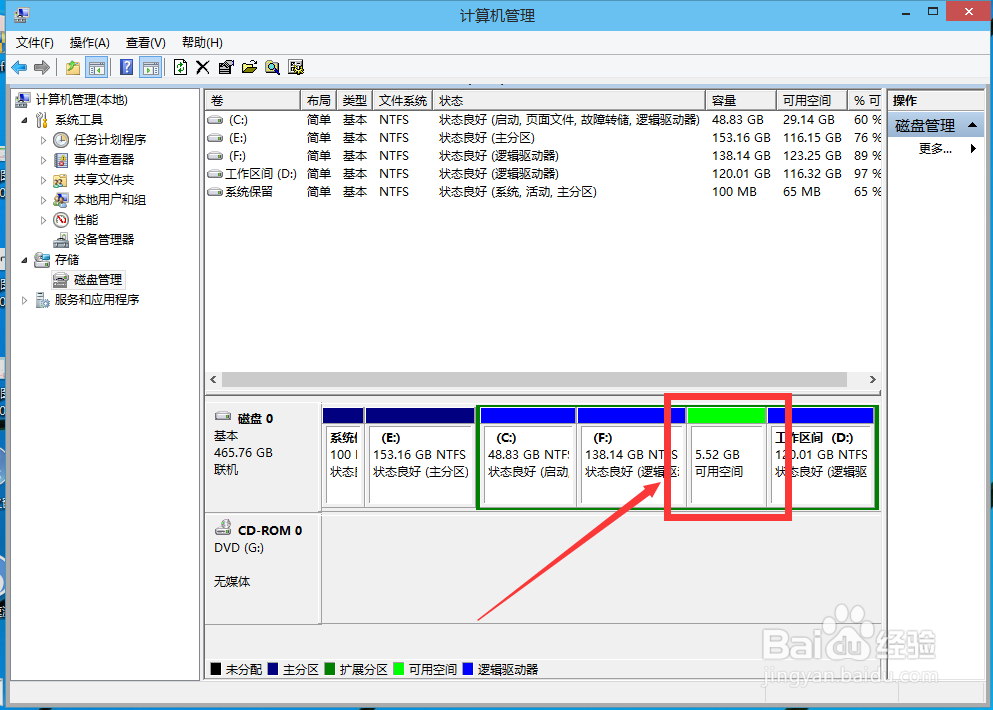 计算机管理
文件(F) 操作(A) 查看(V) 帮助(H)
计算机管理(本地)
系统工具
任务计划程序
事件查看器
共享文件夹
本地用户和组
性能
设备管理器
存储
磁盘管理
服务和应用程序
卷 布局 类型 文件系统 状态 容量 可用空间 % 可
(C:) 简单 基本 NTFS 状态良好 (启动, 页面文件, 故障转储, 逻辑驱动器) 48.83 GB 29.14 GB 60 %
(E:) 简单 基本 NTFS 状态良好 (主分区) 153.16 GB 116.15 GB 76 %
(F:) 简单 基本 NTFS 状态良好 (逻辑驱动器) 138.14 GB 123.25 GB 89 %
工作区间 (D:) 简单 基本 NTFS 状态良好 (逻辑驱动器) 120.01 GB 116.32 GB 97 %
系统保留 简单 基本 NTFS 状态良好 (系统, 活动, 主分区) 100 MB 65 MB 65 %
操作
磁盘管理
更多...
磁盘 0
基本
465.76 GB
联机
系统
100
状态
(E:)
153.16 GB NTFS
状态良好 (主分区)
(C:)
48.83 GB NTF
状态良好 (启动,
(F:)
138.14 GB NTFS
状态良好 (逻辑区
5.52 GB
可用空间
工作区间 (D:)
120.01 GB NTFS
状态良好 (逻辑驱
CD-ROM 0
DVD (G:)
无媒体
未分配 主分区 扩展分区 可用空间 逻辑驱动器
Baidu经验
jingyan.baidu.com